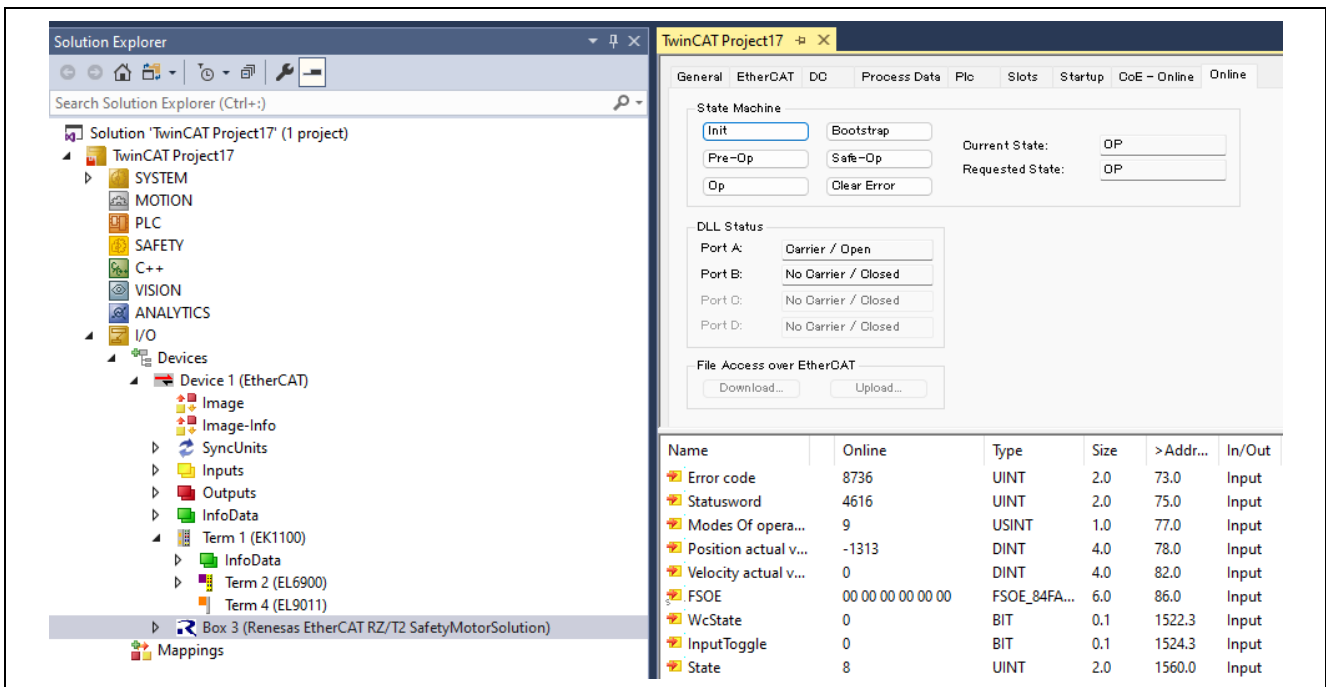 Solution Explorer
Search Solution Explorer (Ctrl+:)
Solution 'TwinCAT Project17' (1 project)
TwinCAT Project17
SYSTEM
MOTION
PLC
SAFETY
C++
VISION
ANALYTICS
I/O
Devices
Device 1 (EtherCAT)
Image
Image-Info
SyncUnits
Inputs
Outputs
InfoData
Term 1 (EK1100)
InfoData
Term 2 (EL6900)
Term 4 (EL9011)
Box 3 (Renesas EtherCAT RZ/T2 SafetyMotorSolution)
Mappings
TwinCAT Project17
General EtherCAT DC Process Data Plc Slots Startup CoE - Online Online
State Machine
Init Bootstrap
Pre-Op Safe-Op
Op Clear Error
Current State: OP
Requested State: OP
DLL Status
Port A: Carrier / Open
Port B: No Carrier / Closed
Port C: No Carrier / Closed
Port D: No Carrier / Closed
File Access over EtherCAT
Download... Upload...
Name Online Type Size >Addr... In/Out
Error code 8736 UINT 2.0 73.0 Input
Statusword 4616 UINT 2.0 75.0 Input
Modes Of opera... 9 USINT 1.0 77.0 Input
Position actual v... -1313 DINT 4.0 78.0 Input
Velocity actual v... 0 DINT 4.0 82.0 Input
FSOE 00 00 00 00 00 00 FSOE_84FA... 6.0 86.0 Input
WcState 0 BIT 0.1 1522.3 Input
InputToggle 0 BIT 0.1 1524.3 Input
State 8 UINT 2.0 1560.0 Input